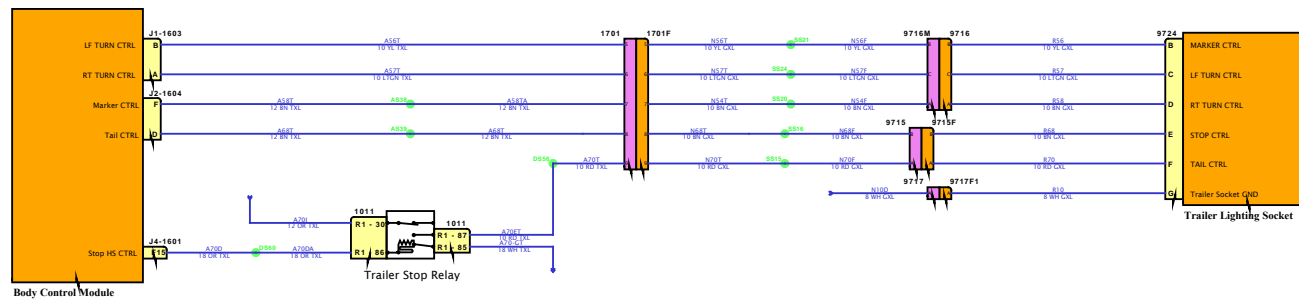 J1-1603 1701 1701F 9716M 9716 9724
LF TURN CTRL B A56T N56T SS21 N56F R56 B MARKER CTRL
10 YL TXL 10 YL GXL 10 YL GXL 10 YL GXL
RT TURN CTRL A A57T N57T SS24 N57F R57 C LF TURN CTRL
10 LTGN TXL 10 LTGN GXL 10 LTGN GXL 10 LTGN GXL
J2-1604
Marker CTRL F A58T A58TA N54T N54F R58 D RT TURN CTRL
12 BN TXL 12 BN TXL 10 BN GXL 10 BN GXL 10 BN GXL
9715 9715F
Tail CTRL D A68T A68T N68T SS16 N68F R68 E STOP CTRL
12 BN TXL 12 BN TXL 10 BN GXL 10 BN GXL 10 BN GXL
DS56 A70T N70T SS15 N70F R70 F TAIL CTRL
10 RD TXL 10 RD GXL 10 RD GXL 10 RD GXL
9717 9717F1
N10D R10 G Trailer Socket GND
8 WH GXL 8 WH GXL
Trailer Lighting Socket
1011
12 OR TXL R1 - 30
1011
R1 - 87 A70ET
10 RD TXL
J4-1601
R1 - 85 A70-GT
18 WH TXL
Stop HS CTRL F15 A70D DS60 A70DA R1 - 86
18 OR TXL 18 OR TXL
Trailer Stop Relay
Body Control Module